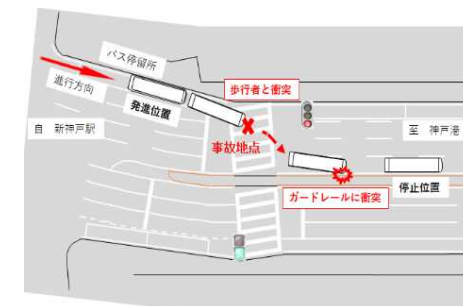 バス停留所
進行方向
発進位置
歩行者と衝突
自 新神戸駅
事故地点
至 神戸港
停止位置
ガードレールに衝突